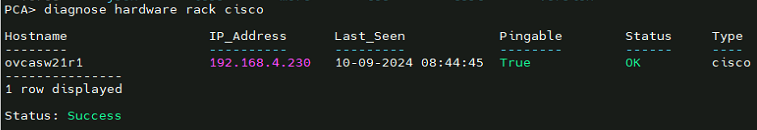 PCA> diagnose hardware rack cisco
Hostname IP_Address Last_Seen Pingable Status Type
-------- ---------- --------- -------- ------ ----
ovcasw21r1 192.168.4.230 10-09-2024 08:44:45 True OK cisco
---------------
1 row displayed
Status: Success